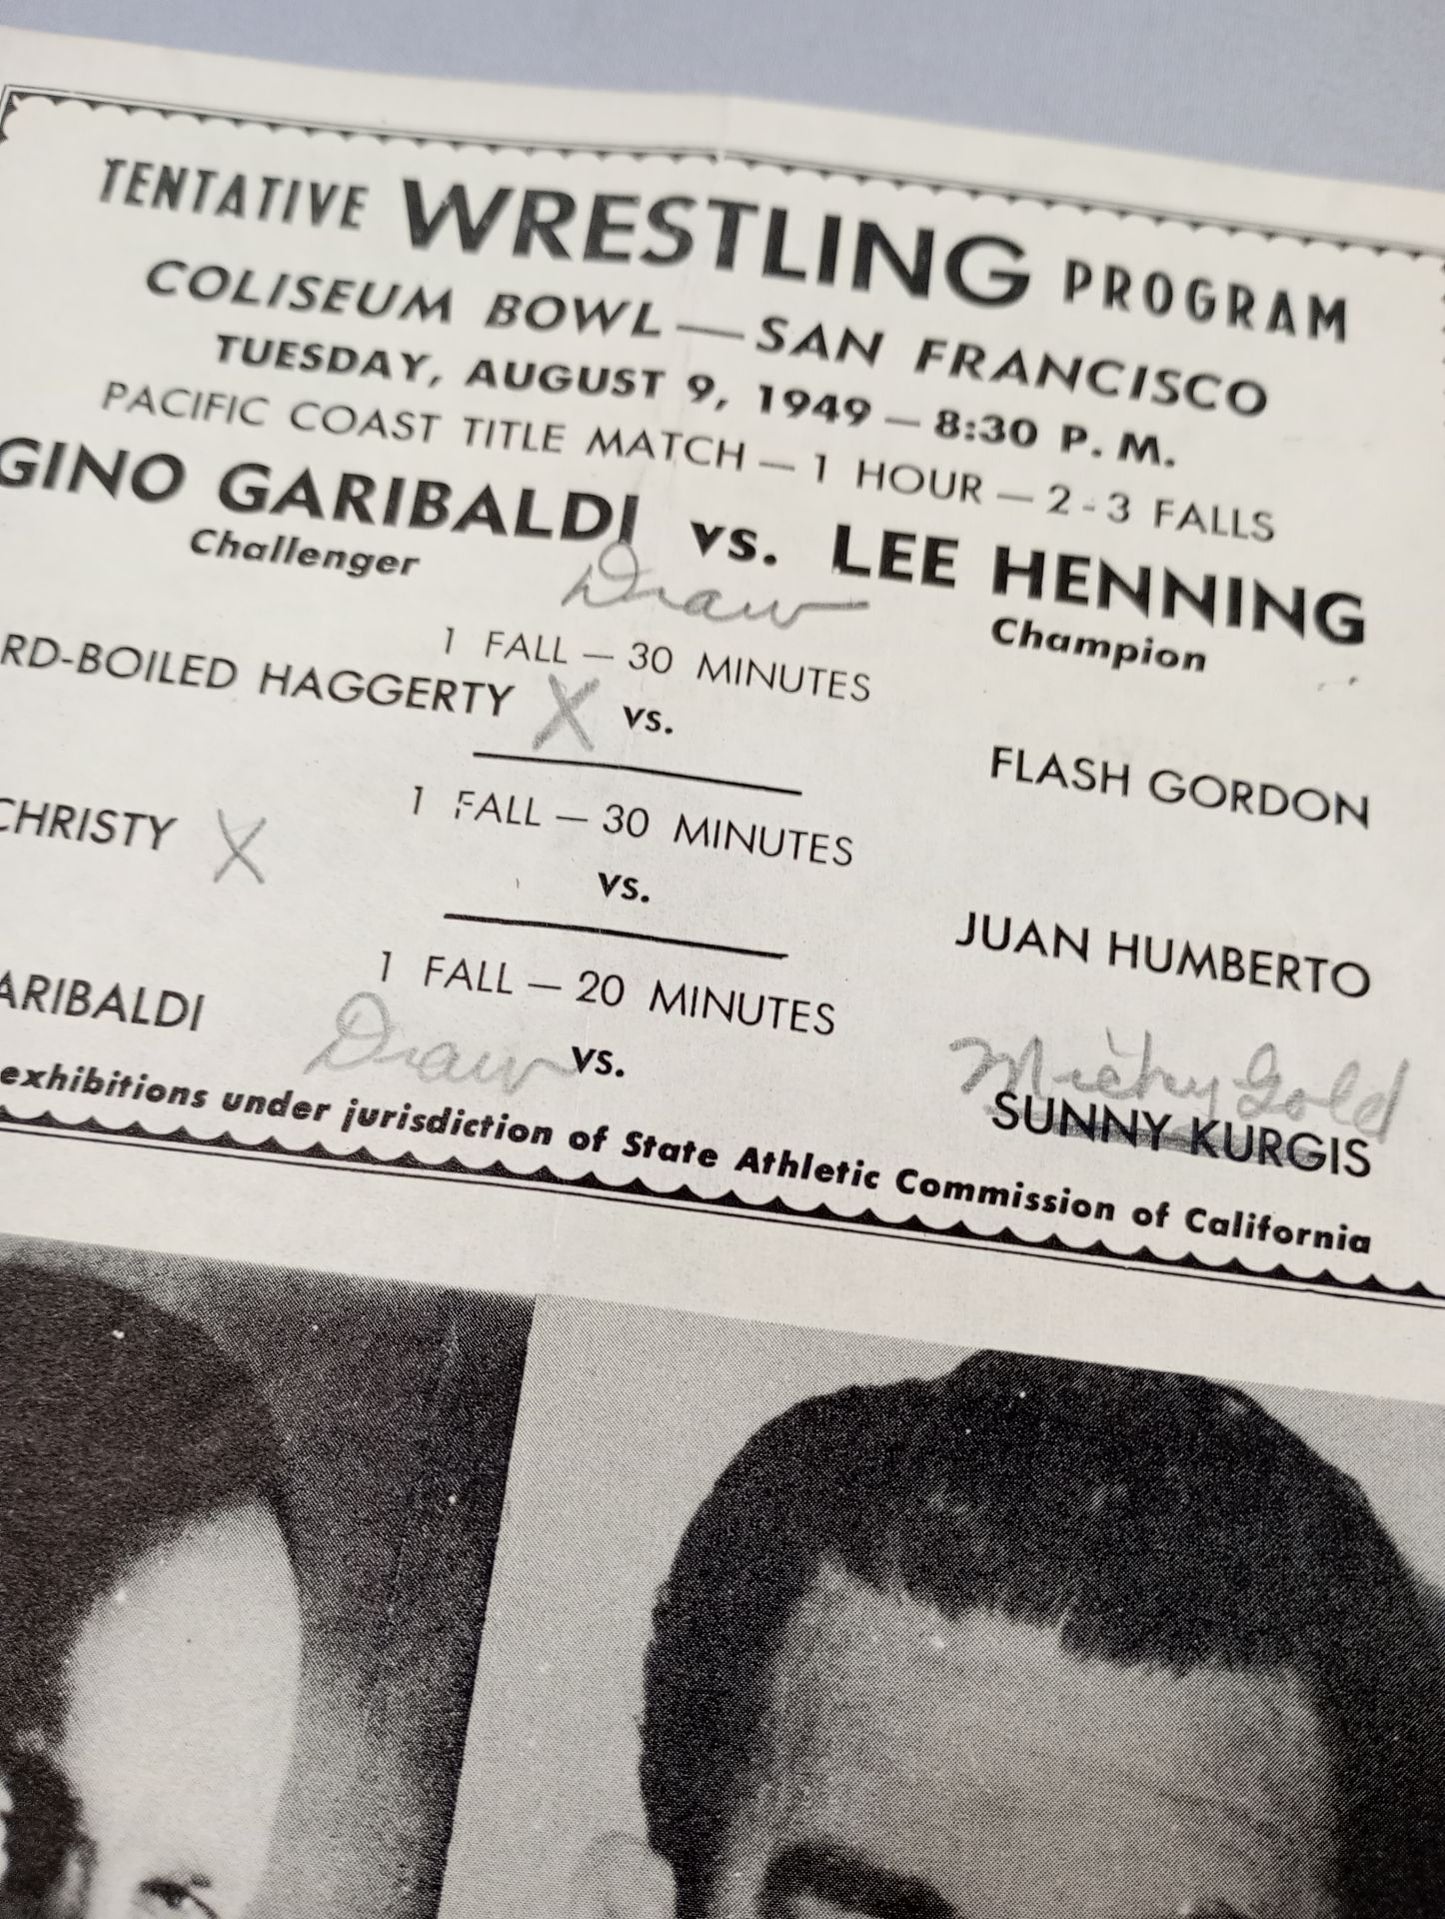 TENTATIVE WRESTLING PROGRAM
COLISEUM BOWL — SAN FRANCISCO
TUESDAY, AUGUST 9, 1949 — 8:30 P. M.
PACIFIC COAST TITLE MATCH — 1 HOUR — 2-3 FALLS
GINO GARIBALDI vs. LEE HENNING
Challenger Draw Champion
1 FALL — 30 MINUTES
RD-BOILED HAGGERTY X vs. FLASH GORDON
1 FALL — 30 MINUTES
CHRISTY X vs. JUAN HUMBERTO
1 FALL — 20 MINUTES
Micky Gold
ARIBALDI Draw vs. SUNNY KURGIS
exhibitions under jurisdiction of State Athletic Commission of California